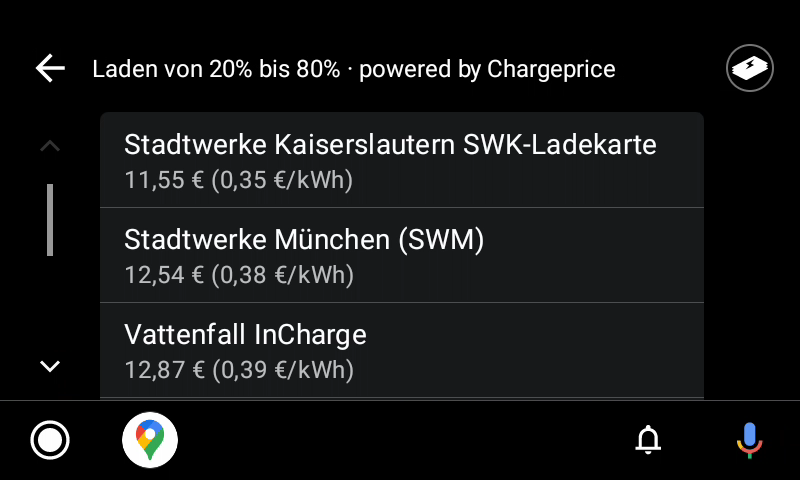 Laden von 20% bis 80% · powered by Chargeprice
Stadtwerke Kaiserslautern SWK-Ladekarte
11,55 € (0,35 €/kWh)
Stadtwerke München (SWM)
12,54 € (0,38 €/kWh)
Vattenfall InCharge
12,87 € (0,39 €/kWh)